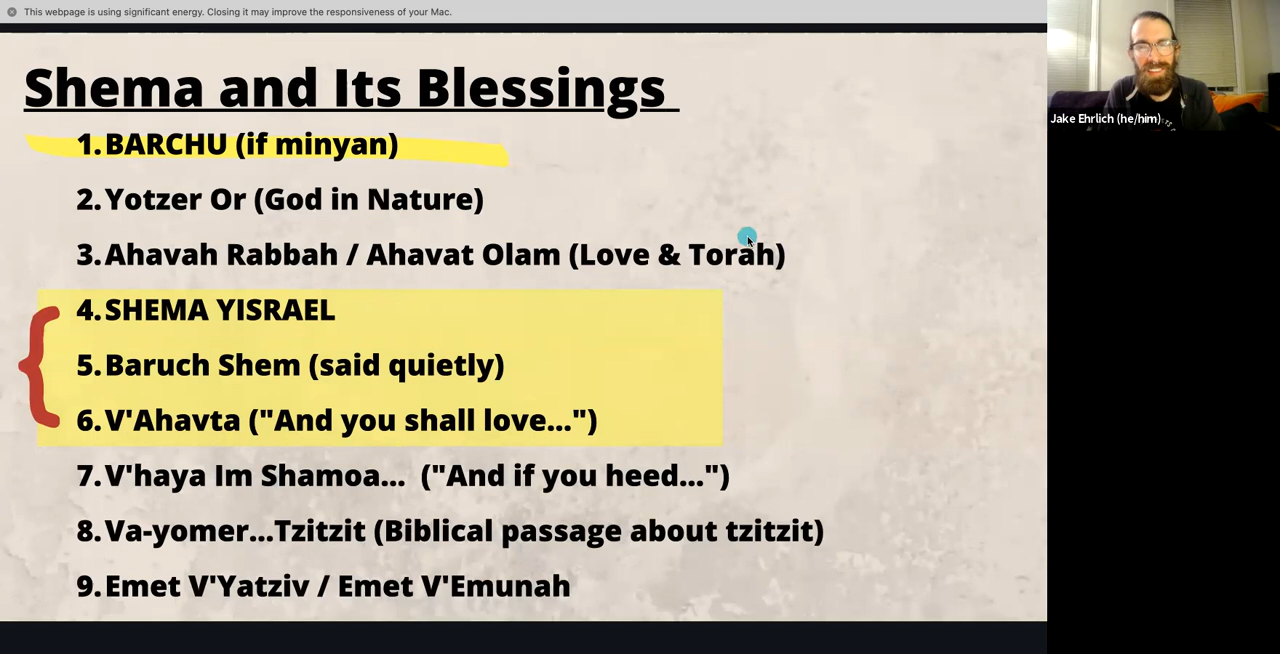 This webpage is using significant energy. Closing it may improve the responsiveness of your Mac.
Shema and Its Blessings
1. BARCHU (if minyan)
2. Yotzer Or (God in Nature)
3. Ahavah Rabbah / Ahavat Olam (Love & Torah)
4. SHEMA YISRAEL
5. Baruch Shem (said quietly)
6. V'Ahavta ("And you shall love...")
7. V'haya Im Shamoa... ("And if you heed...")
8. Va-yomer...Tzitzit (Biblical passage about tzitzit)
9. Emet V'Yatziv / Emet V'Emunah
Jake Ehrlich (he/him)